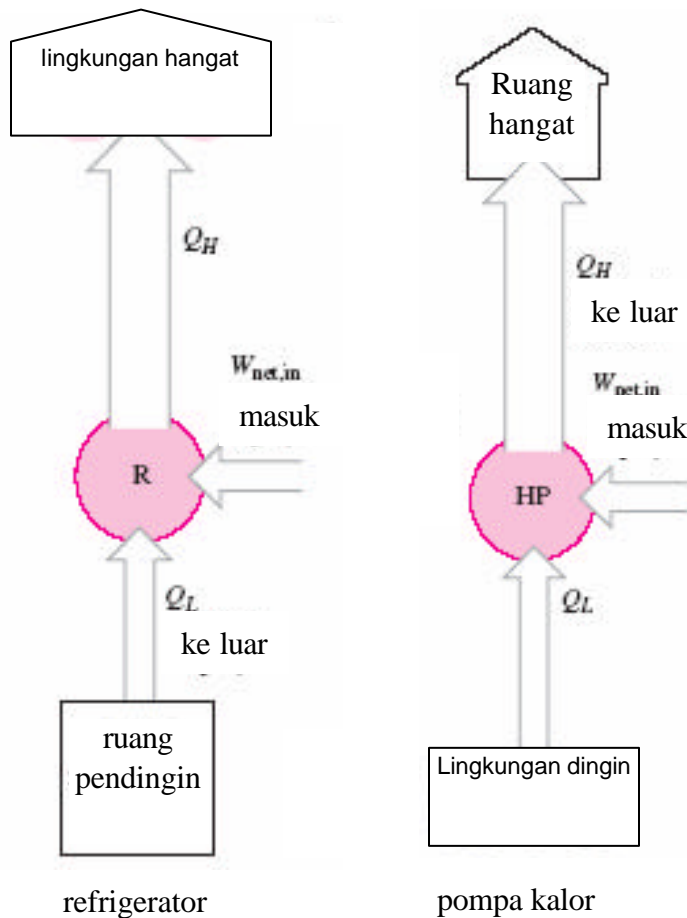 lingkungan hangat
Q_H
W_net,in
masuk
R
Q_L
ke luar
ruang
pendingin
refrigerator
Ruang
hangat
Q_H
ke luar
W_net,in
masuk
HP
Q_L
Lingkungan dingin
pompa kalor